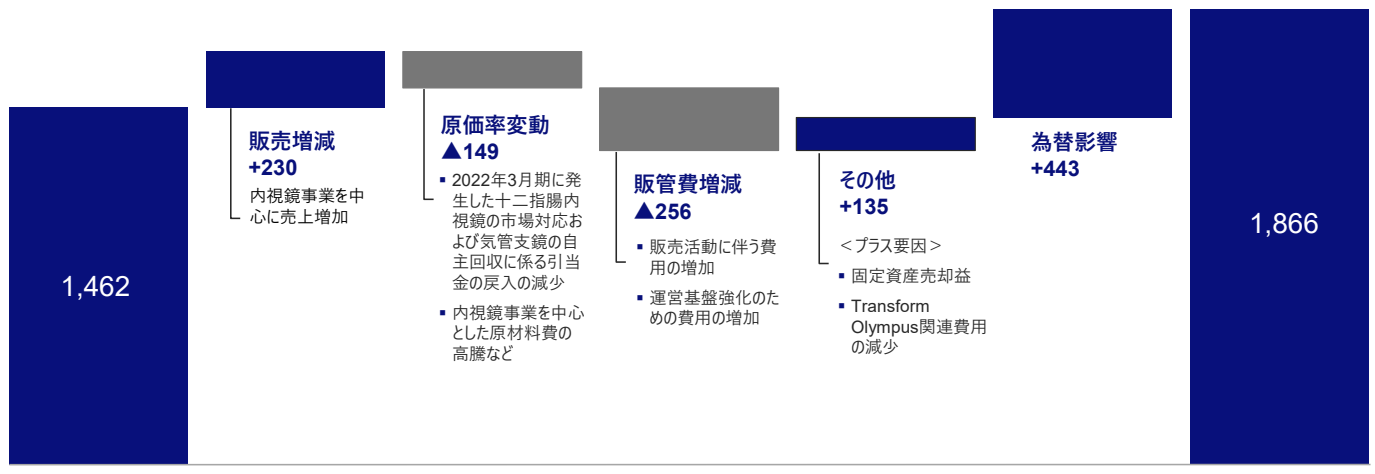 1,462
販売増減
+230
内視鏡事業を中
心に売上増加
原価率変動
▲149
▪ 2022年3月期に発
生した十二指腸内
視鏡の市場対応お
よび気管支鏡の自
主回収に係る引当
金の戻入の減少
▪ 内視鏡事業を中心
とした原材料費の
高騰など
販管費増減
▲256
▪ 販売活動に伴う費
用の増加
▪ 運営基盤強化のた
めの費用の増加
その他
+135
＜プラス要因＞
▪ 固定資産売却益
▪ Transform
Olympus関連費用
の減少
為替影響
+443
1,866